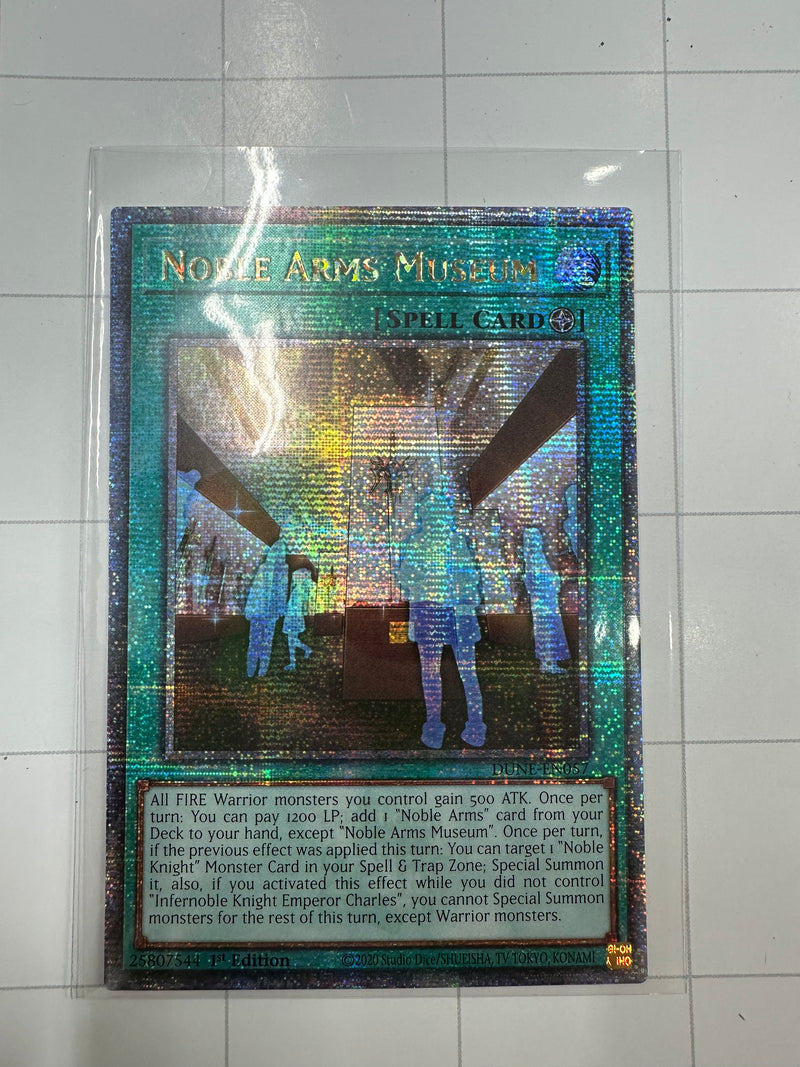 NOBLE ARMS MUSEUM
[SPELL CARD]
DUNE-EN057
All FIRE Warrior monsters you control gain 500 ATK. Once per
turn: You can pay 1200 LP; add 1 "Noble Arms" card from your
Deck to your hand, except "Noble Arms Museum". Once per turn,
if the previous effect was applied this turn: You can target 1 "Noble
Knight" Monster Card in your Spell & Trap Zone; Special Summon
it, also, if you activated this effect while you did not control
"Infernoble Knight Emperor Charles", you cannot Special Summon
monsters for the rest of this turn, except Warrior monsters.
25807544 1st Edition ©2020 Studio Dice/SHUEISHA, TV TOKYO, KONAMI